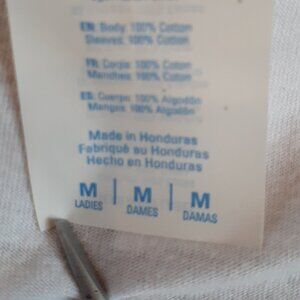 EN: Body: 100% Cotton
Sleeves: 100% Cotton
FR: Corps: 100% Coton
Manches: 100% Coton
ES: Cuerpo: 100% Algodón
Mangas: 100% Algodón
Made in Honduras
Fabriqué au Honduras
Hecho en Honduras
M | M | M
LADIES DAMES DAMAS